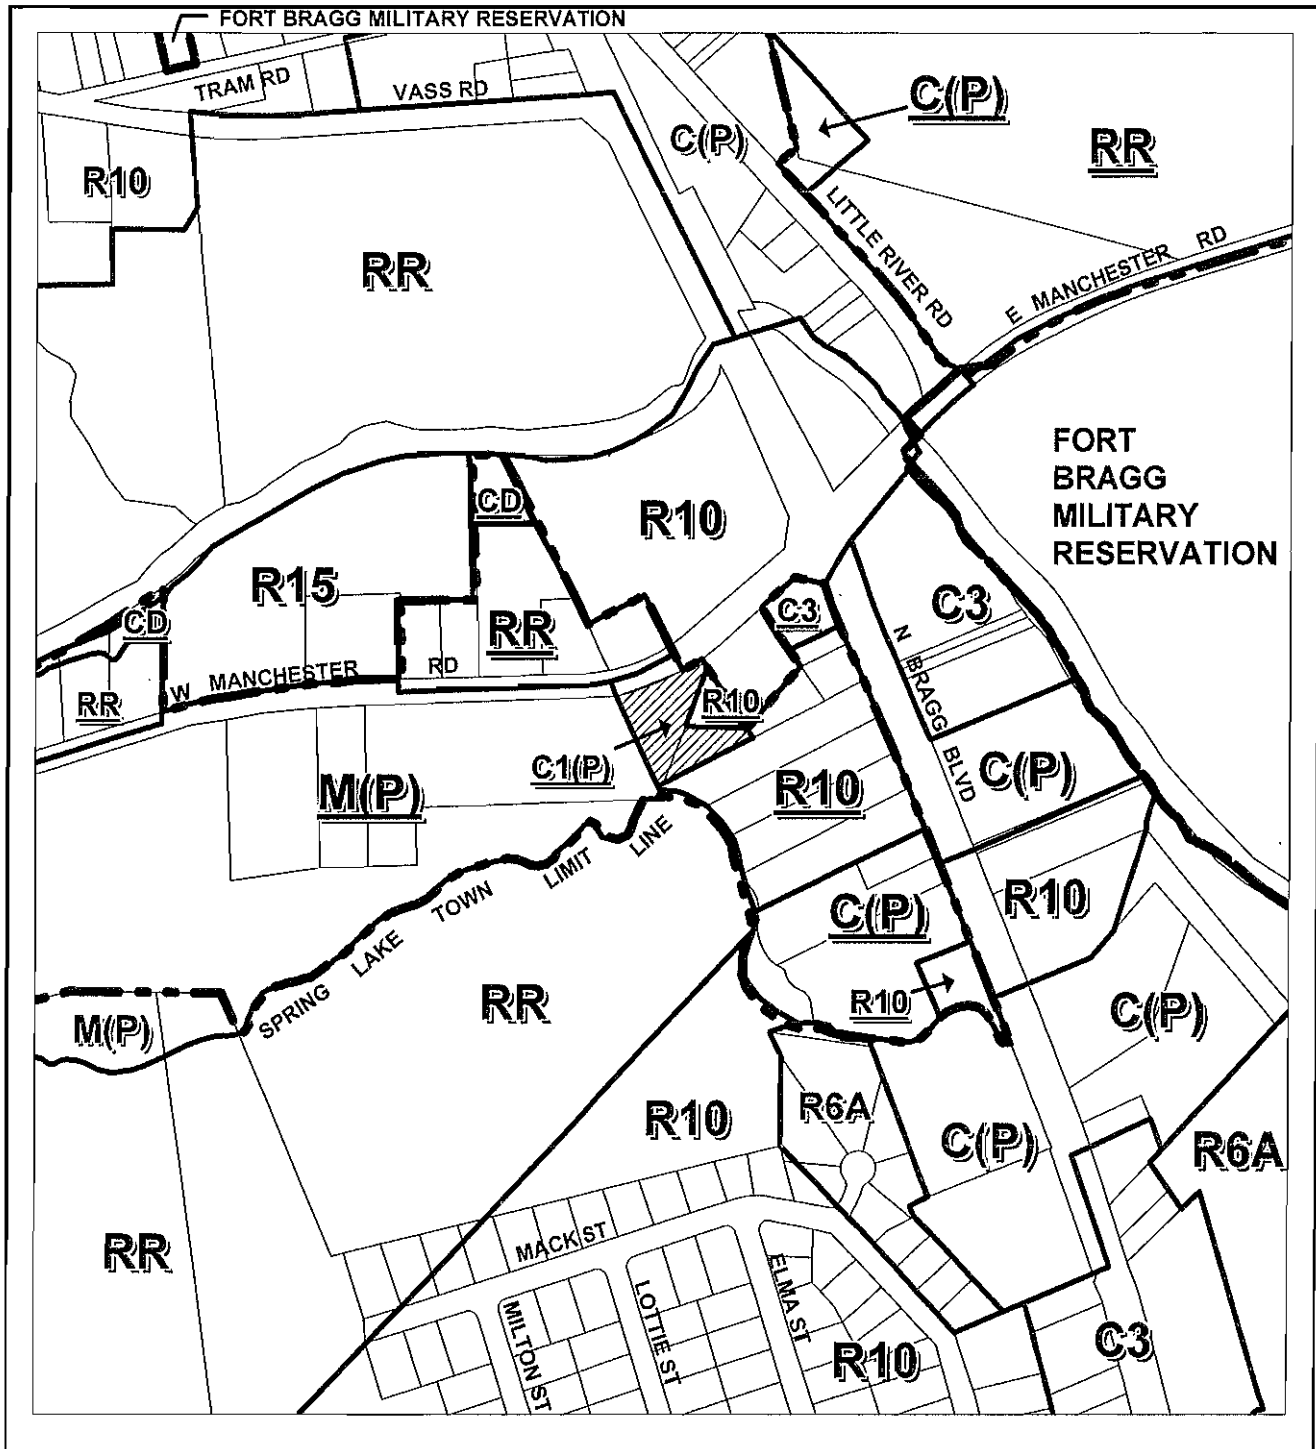 FORT BRAGG MILITARY RESERVATION
TRAM RD
VASS RD
C(P)
C(P)
RR
R10
LITTLE RIVER RD
E MANCHESTER RD
RR
FORT
BRAGG
MILITARY
RESERVATION
CD
R10
R15
C3
CD
RR
C3
N BRAGG BLVD
W MANCHESTER RD
RR
R10
C1(P)
C(P)
M(P)
R10
SPRING LAKE TOWN LIMIT LINE
R10
C(P)
RR
R10
C(P)
M(P)
R10
R6A
C(P)
R6A
RR
MACK ST
MILTON ST
LOTTIE ST
ELMA ST
R10
C3